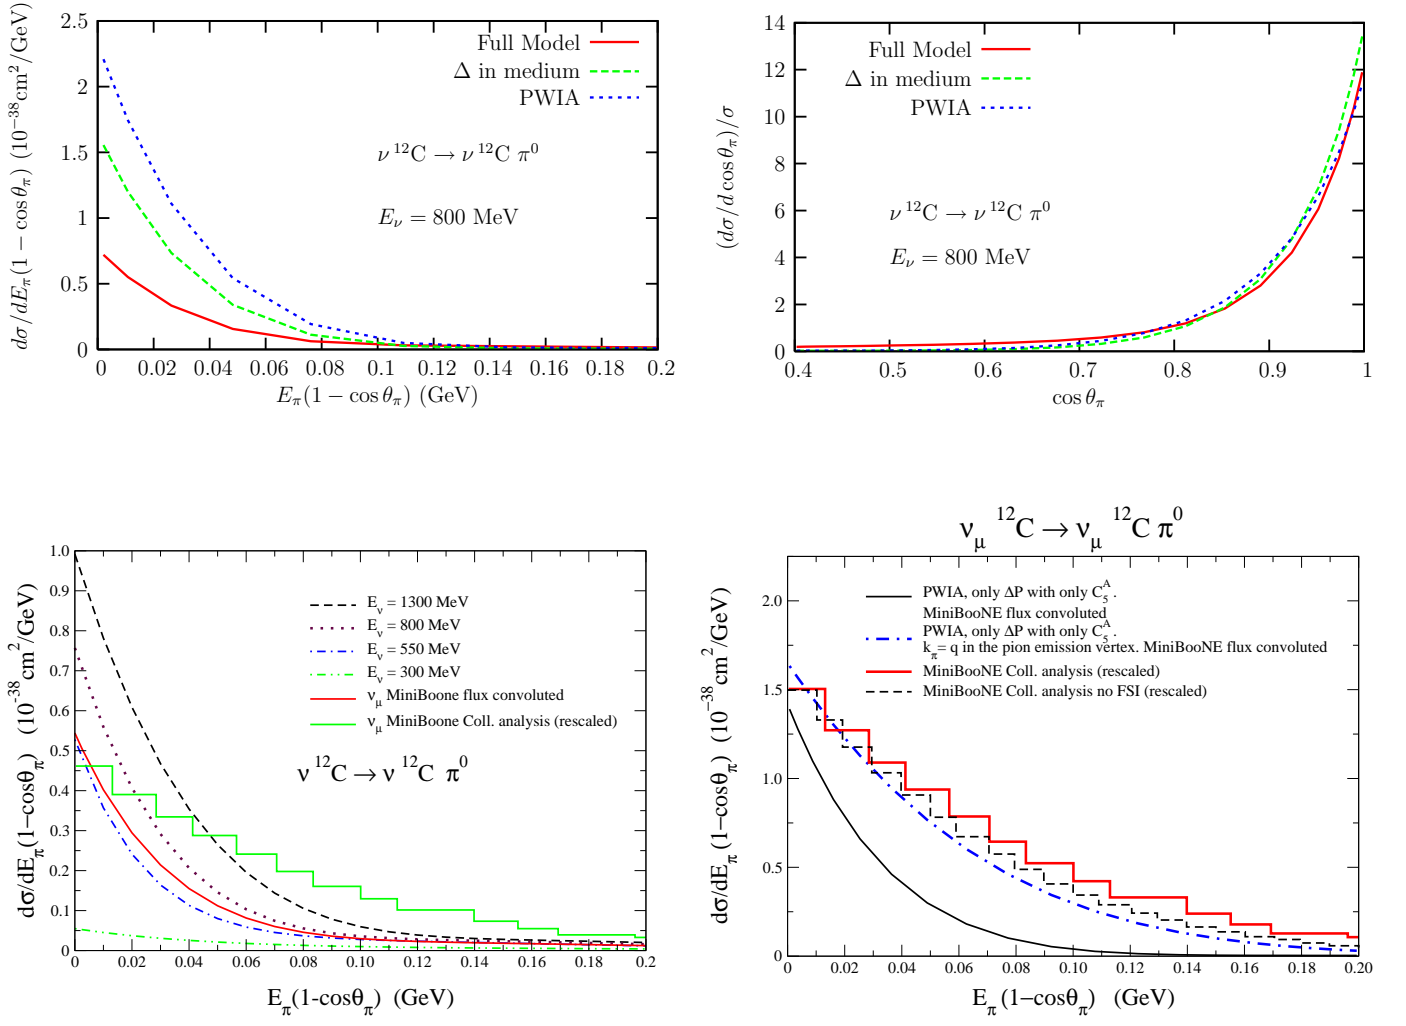 dσ/dE_π(1 − cos θ_π) (10^−38cm^2/GeV)
2.5
2
1.5
1
0.5
0
Full Model
Δ in medium
PWIA
ν ^12C → ν ^12C π^0
E_ν = 800 MeV
0 0.02 0.04 0.06 0.08 0.1 0.12 0.14 0.16 0.18 0.2
E_π(1 − cos θ_π) (GeV)
(dσ/d cos θ_π)/σ
14
12
10
8
6
4
2
0
Full Model
Δ in medium
PWIA
ν ^12C → ν ^12C π^0
E_ν = 800 MeV
0.4 0.5 0.6 0.7 0.8 0.9 1
cos θ_π
dσ/dE_π(1−cosθ_π) (10^-38 cm^2/GeV)
1.0
0.9
0.8
0.7
0.6
0.5
0.4
0.3
0.2
0.1
0
E_ν = 1300 MeV
E_ν = 800 MeV
E_ν = 550 MeV
E_ν = 300 MeV
ν_μ MiniBoone flux convoluted
ν_μ MiniBoone Coll. analysis (rescaled)
ν ^12C → ν ^12C π^0
0 0.02 0.04 0.06 0.08 0.10 0.12 0.14 0.16 0.18 0.2
E_π(1-cosθ_π) (GeV)
ν_μ ^12C → ν_μ ^12C π^0
dσ/dE_π(1−cosθ_π) (10^−38 cm^2/GeV)
2.0
1.5
1.0
0.5
0
PWIA, only ΔP with only C_5^A .
MiniBooNE flux convoluted
PWIA, only ΔP with only C_5^A .
k_π= q in the pion emission vertex. MiniBooNE flux convoluted
MiniBooNE Coll. analysis (rescaled)
MiniBooNE Coll. analysis no FSI (rescaled)
0 0.02 0.04 0.06 0.08 0.10 0.12 0.14 0.16 0.18 0.20
E_π(1−cosθ_π) (GeV)